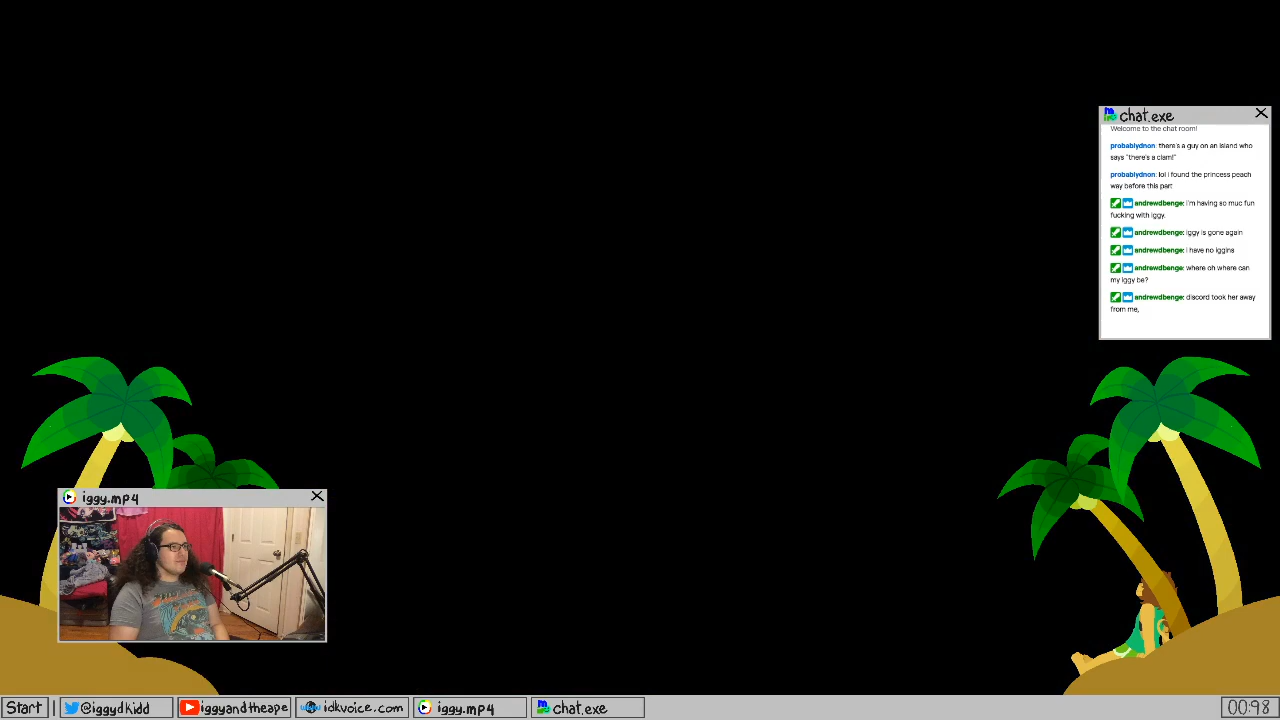 chat.exe
Welcome to the chat room!
probablydnon: there's a guy on an island who
says "there's a clam!"
probablydnon: lol i found the princess peach
way before this part
andrewdbenge: i'm having so muc fun
fucking with iggy.
andrewdbenge: iggy is gone again
andrewdbenge: i have no iggins
andrewdbenge: where oh where can
my iggy be?
andrewdbenge: discord took her away
from me,
iggy.mp4
Start | @iggydkidd iggyandtheape idkvoice.com iggy.mp4 chat.exe 00:98